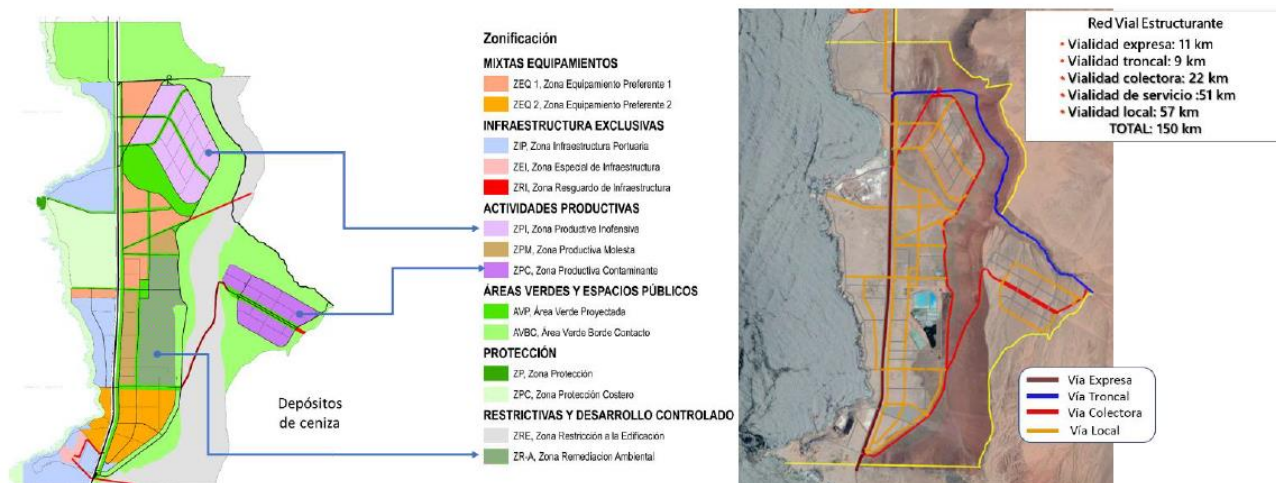 Zonificación
MIXTAS EQUIPAMIENTOS
ZEQ 1, Zona Equipamiento Preferente 1
ZEQ 2, Zona Equipamiento Preferente 2
INFRAESTRUCTURA EXCLUSIVAS
ZIP, Zona Infraestructura Portuaria
ZEI, Zona Especial de Infraestructura
ZRI, Zona Resguardo de Infraestructura
ACTIVIDADES PRODUCTIVAS
ZPI, Zona Productiva Inofensiva
ZPM, Zona Productiva Molesta
ZPC, Zona Productiva Contaminante
ÁREAS VERDES Y ESPACIOS PÚBLICOS
AVP, Área Verde Proyectada
AVBC, Área Verde Borde Contacto
PROTECCIÓN
ZP, Zona Protección
ZPC, Zona Protección Costero
RESTRICTIVAS Y DESARROLLO CONTROLADO
ZRE, Zona Restricción a la Edificación
ZR-A, Zona Remediacion Ambiental
Depósitos
de ceniza
Red Vial Estructurante
• Vialidad expresa: 11 km
• Vialidad troncal: 9 km
• Vialidad colectora: 22 km
• Vialidad de servicio :51 km
• Vialidad local: 57 km
TOTAL: 150 km
Vía Expresa
Vía Troncal
Vía Colectora
Vía Local